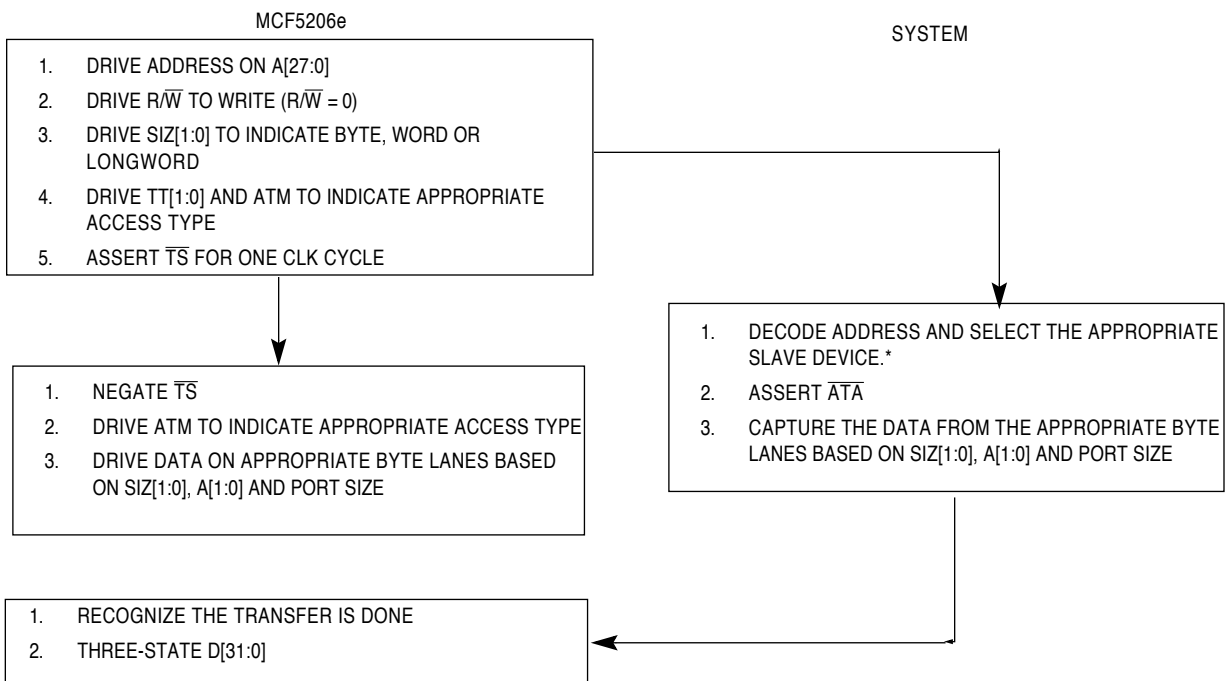 MCF5206e
SYSTEM
1. DRIVE ADDRESS ON A[27:0]
2. DRIVE R/W̅ TO WRITE (R/W̅ = 0)
3. DRIVE SIZ[1:0] TO INDICATE BYTE, WORD OR
LONGWORD
4. DRIVE TT[1:0] AND ATM TO INDICATE APPROPRIATE
ACCESS TYPE
5. ASSERT T̅S̅ FOR ONE CLK CYCLE
1. DECODE ADDRESS AND SELECT THE APPROPRIATE
SLAVE DEVICE.*
2. ASSERT A̅T̅A̅
3. CAPTURE THE DATA FROM THE APPROPRIATE BYTE
LANES BASED ON SIZ[1:0], A[1:0] AND PORT SIZE
1. NEGATE T̅S̅
2. DRIVE ATM TO INDICATE APPROPRIATE ACCESS TYPE
3. DRIVE DATA ON APPROPRIATE BYTE LANES BASED
ON SIZ[1:0], A[1:0] AND PORT SIZE
1. RECOGNIZE THE TRANSFER IS DONE
2. THREE-STATE D[31:0]